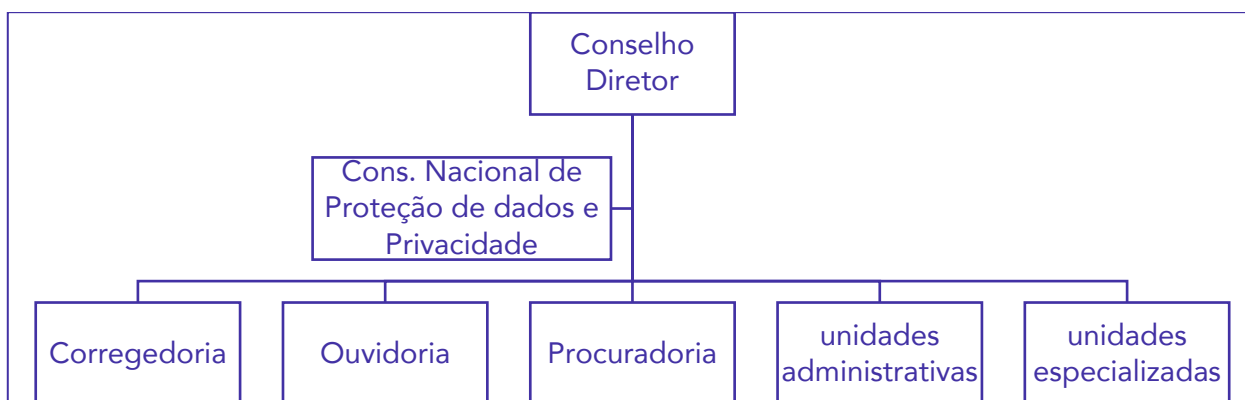 Conselho
Diretor
Cons. Nacional de
Proteção de dados e
Privacidade
Corregedoria
Ouvidoria
Procuradoria
unidades
administrativas
unidades
especializadas